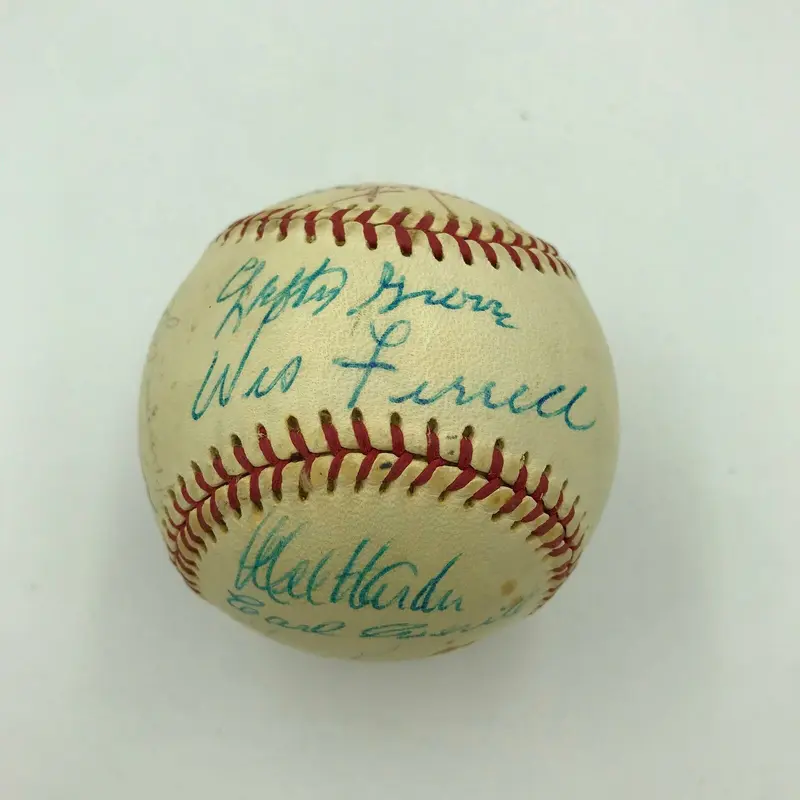 Lefty Grove
Wes Ferrell
Mel Harder
Earl Averill